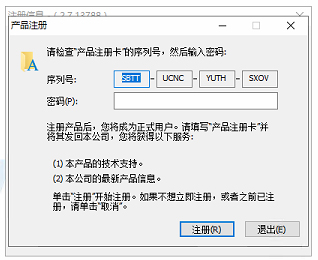 注册信息 (2.7.13788)
产品注册
请检查"产品注册卡"的序列号，然后输入密码:
序列号: SBTT - UCNC - YUTH - SXOV
密码(P):
注册产品后，您将成为正式用户。请填写"产品注册卡"并
将其发回本公司，您将获得以下服务:
(1) 本产品的技术支持。
(2) 本公司的最新产品信息。
单击"注册"开始注册。如果不想立即注册，或者之前已注
册，请单击"取消"。
注册(R) 退出(E)